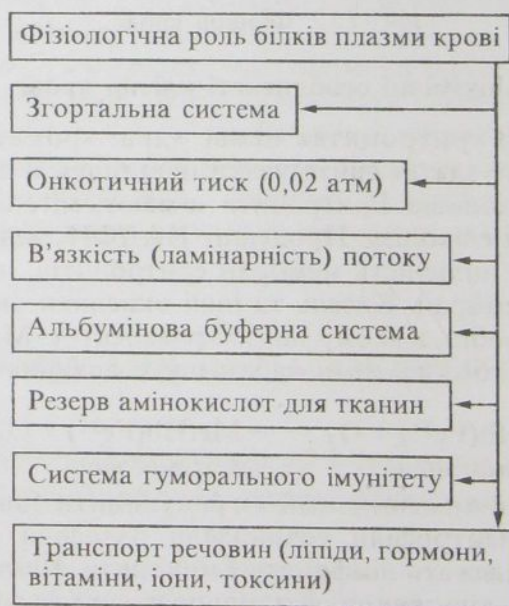 Фізіологічна роль білків плазми крові
Згортальна система
Онкотичний тиск (0,02 атм)
В'язкість (ламінарність) потоку
Альбумінова буферна система
Резерв амінокислот для тканин
Система гуморального імунітету
Транспорт речовин (ліпіди, гормони,
вітаміни, іони, токсини)